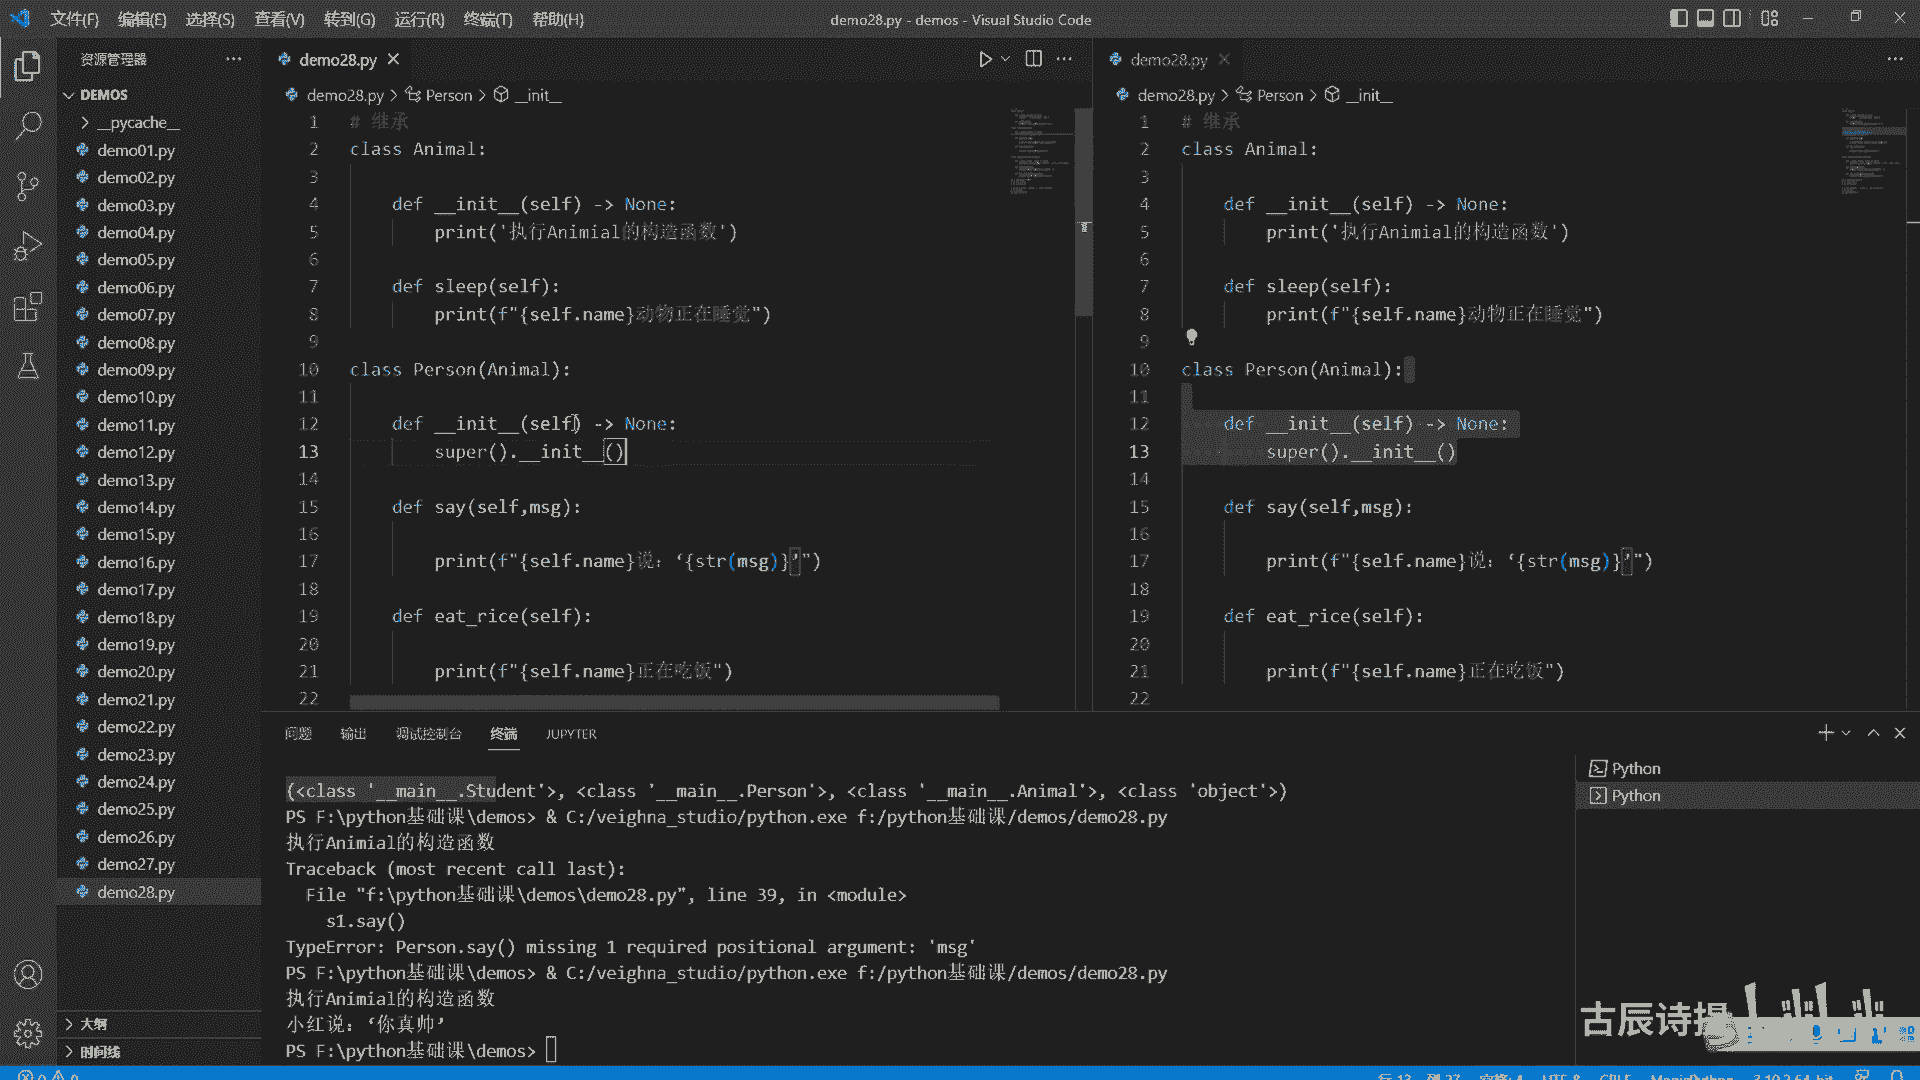 文件(F) 编辑(E) 选择(S) 查看(V) 转到(G) 运行(R) 终端(T) 帮助(H)
demo28.py - demos - Visual Studio Code
资源管理器
DEMOS
__pycache__
demo01.py
demo02.py
demo03.py
demo04.py
demo05.py
demo06.py
demo07.py
demo08.py
demo09.py
demo10.py
demo11.py
demo12.py
demo13.py
demo14.py
demo15.py
demo16.py
demo17.py
demo18.py
demo19.py
demo20.py
demo21.py
demo22.py
demo23.py
demo24.py
demo25.py
demo26.py
demo27.py
demo28.py
大纲
时间线
demo28.py
demo28.py > Person > __init__
1 # 继承
2 class Animal:
3
4 def __init__(self) -> None:
5 print('执行Animial的构造函数')
6
7 def sleep(self):
8 print(f"{self.name}动物正在睡觉")
9
10 class Person(Animal):
11
12 def __init__(self) -> None:
13 super().__init__()
14
15 def say(self,msg):
16
17 print(f"{self.name}说：‘{str(msg)}’")
18
19 def eat_rice(self):
20
21 print(f"{self.name}正在吃饭")
22
demo28.py
demo28.py > Person > __init__
1 # 继承
2 class Animal:
3
4 def __init__(self) -> None:
5 print('执行Animial的构造函数')
6
7 def sleep(self):
8 print(f"{self.name}动物正在睡觉")
9
10 class Person(Animal):
11
12 def __init__(self) -> None:
13 super().__init__()
14
15 def say(self,msg):
16
17 print(f"{self.name}说：‘{str(msg)}’")
18
19 def eat_rice(self):
20
21 print(f"{self.name}正在吃饭")
22
问题 输出 调试控制台 终端 JUPYTER
(<class '__main__.Student'>, <class '__main__.Person'>, <class '__main__.Animal'>, <class 'object'>)
PS F:\python基础课\demos> & C:/veighna_studio/python.exe f:/python基础课/demos/demo28.py
执行Animial的构造函数
Traceback (most recent call last):
File "f:\python基础课\demos\demo28.py", line 39, in <module>
s1.say()
TypeError: Person.say() missing 1 required positional argument: 'msg'
PS F:\python基础课\demos> & C:/veighna_studio/python.exe f:/python基础课/demos/demo28.py
执行Animial的构造函数
小红说：‘你真帅’
PS F:\python基础课\demos>
Python
Python
古辰诗